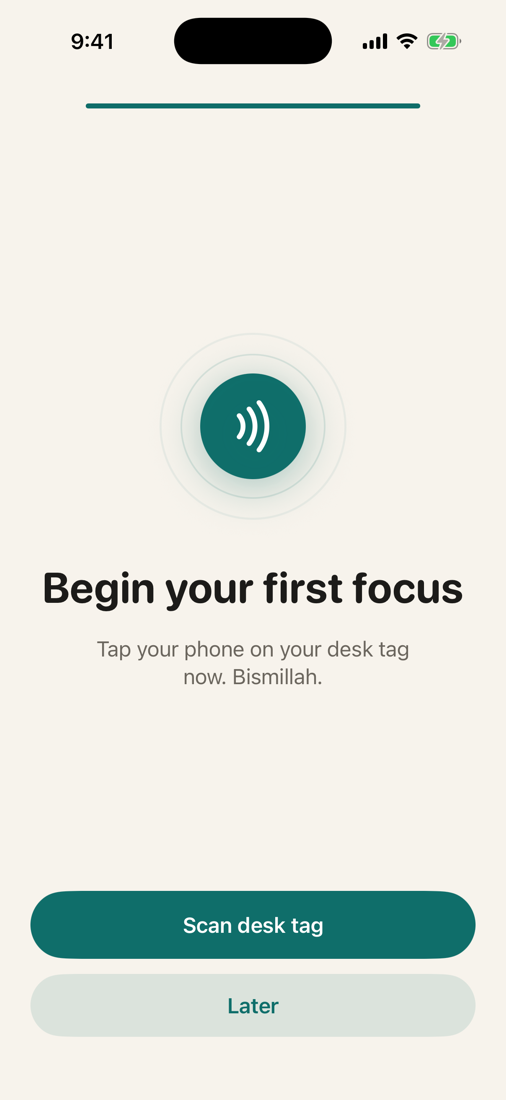 9:41
Begin your first focus
Tap your phone on your desk tag
now. Bismillah.
Scan desk tag
Later